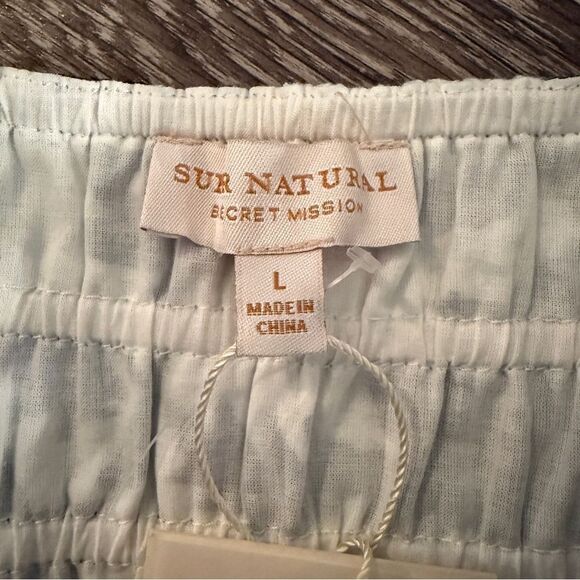 SUR NATURAL
SECRET MISSION
L
MADE IN
CHINA